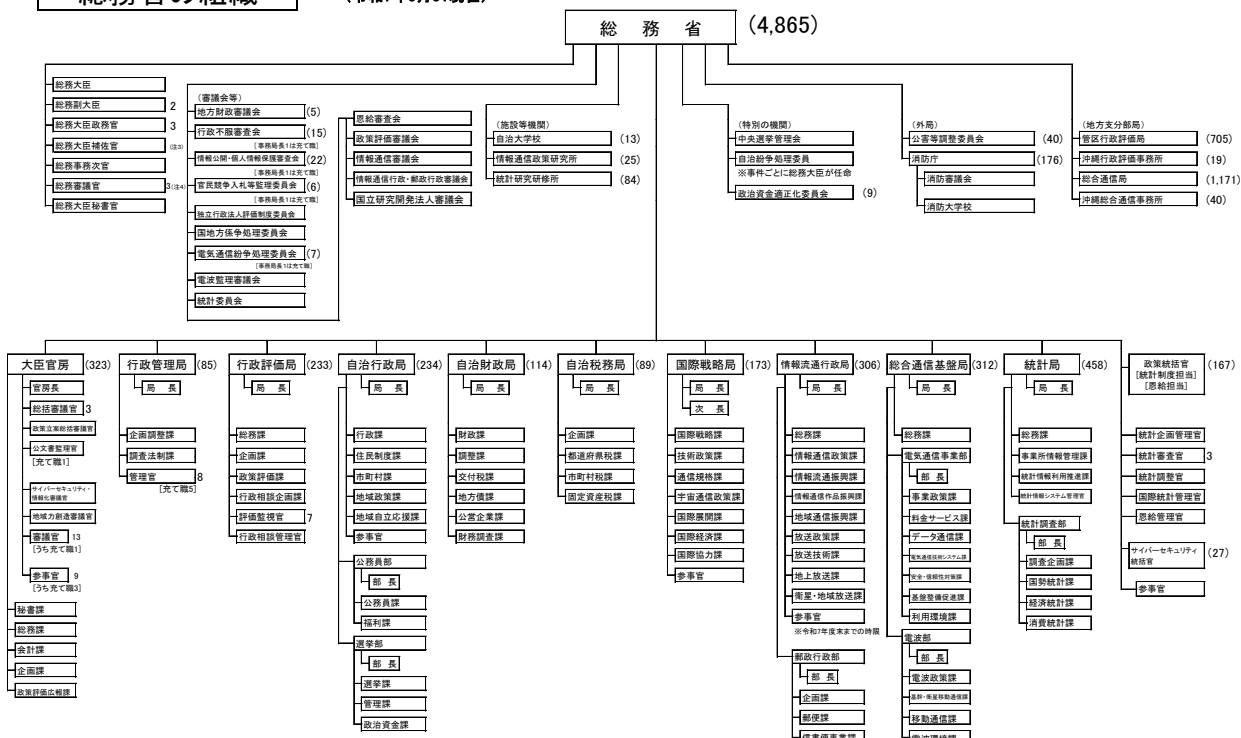 総務省の組織
総 務 省 (4,865)
総務大臣
総務副大臣 2
総務大臣政務官 3
総務大臣補佐官 (注3)
総務事務次官
総務審議官 3(注4)
総務大臣秘書官
(審議会等)
地方財政審議会 (5)
行政不服審査会 (15)
[事務局長1は充て職]
情報公開・個人情報保護審査会 (22)
[事務局長1は充て職]
官民競争入札等監理委員会 (6)
[事務局長1は充て職]
独立行政法人評価制度委員会
国地方係争処理委員会
電気通信紛争処理委員会 (7)
[事務局長1は充て職]
電波監理審議会
統計委員会
恩給審査会
政策評価審議会
情報通信審議会
情報通信行政・郵政行政審議会
国立研究開発法人審議会
(施設等機関)
自治大学校 (13)
情報通信政策研究所 (25)
統計研究研修所 (84)
(特別の機関)
中央選挙管理会
自治紛争処理委員
※事件ごとに総務大臣が任命
政治資金適正化委員会 (9)
(外局)
公害等調整委員会 (40)
消防庁 (176)
消防審議会
消防大学校
(地方支分部局)
管区行政評価局 (705)
沖縄行政評価事務所 (19)
総合通信局 (1,171)
沖縄総合通信事務所 (40)
大臣官房 (323)
官房長
総括審議官 3
政策立案総括審議官
公文書監理官
[充て職1]
サイバーセキュリティ・
情報化審議官
地域力創造審議官
審議官 13
[うち充て職1]
参事官 9
[うち充て職3]
秘書課
総務課
会計課
企画課
政策評価広報課
行政管理局 (85)
局 長
企画調整課
調査法制課
管理官 8
[充て職5]
行政評価局 (233)
局 長
総務課
企画課
政策評価課
行政相談企画課
評価監視官 7
行政相談管理官
自治行政局 (234)
局 長
行政課
住民制度課
市町村課
地域政策課
地域自立応援課
参事官
公務員部
部 長
公務員課
福利課
選挙部
部 長
選挙課
管理課
政治資金課
自治財政局 (114)
局 長
財政課
調整課
交付税課
地方債課
公営企業課
財務調査課
自治税務局 (89)
局 長
企画課
都道府県税課
市町村税課
固定資産税課
国際戦略局 (173)
局 長
次 長
国際戦略課
技術政策課
通信規格課
宇宙通信政策課
国際展開課
国際経済課
国際協力課
参事官
情報流通行政局 (306)
局 長
総務課
情報通信政策課
情報流通振興課
情報通信作品振興課
地域通信振興課
放送政策課
放送技術課
地上放送課
衛星・地域放送課
参事官
※令和7年度末までの時限
郵政行政部
部 長
企画課
郵便課
信書便事業課
総合通信基盤局 (312)
局 長
総務課
電気通信事業部
部 長
事業政策課
料金サービス課
データ通信課
電気通信技術システム課
安全・信頼性対策課
基盤整備促進課
利用環境課
電波部
部 長
電波政策課
基幹・衛星移動通信課
移動通信課
電波環境課
統計局 (458)
局 長
総務課
事業所情報管理課
統計情報利用推進課
統計情報システム管理官
統計調査部
部 長
調査企画課
国勢統計課
経済統計課
消費統計課
政策統括官 (167)
[統計制度担当]
[恩給担当]
統計企画管理官
統計審査官 3
統計調整官
国際統計管理官
恩給管理官
サイバーセキュリティ
統括官 (27)
参事官